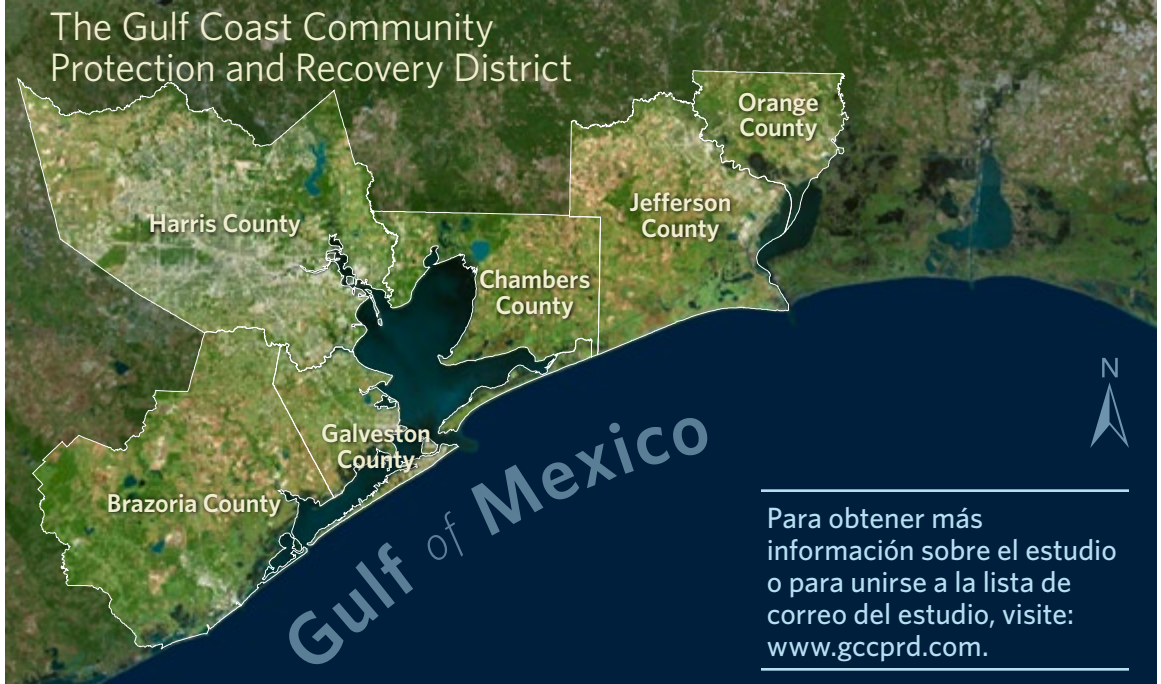 The Gulf Coast Community
Protection and Recovery District
Orange
County
Jefferson
County
Harris County
Chambers
County
Galveston
County
Brazoria County
Gulf of Mexico
N
Para obtener más
información sobre el estudio
o para unirse a la lista de
correo del estudio, visite:
www.gccprd.com.